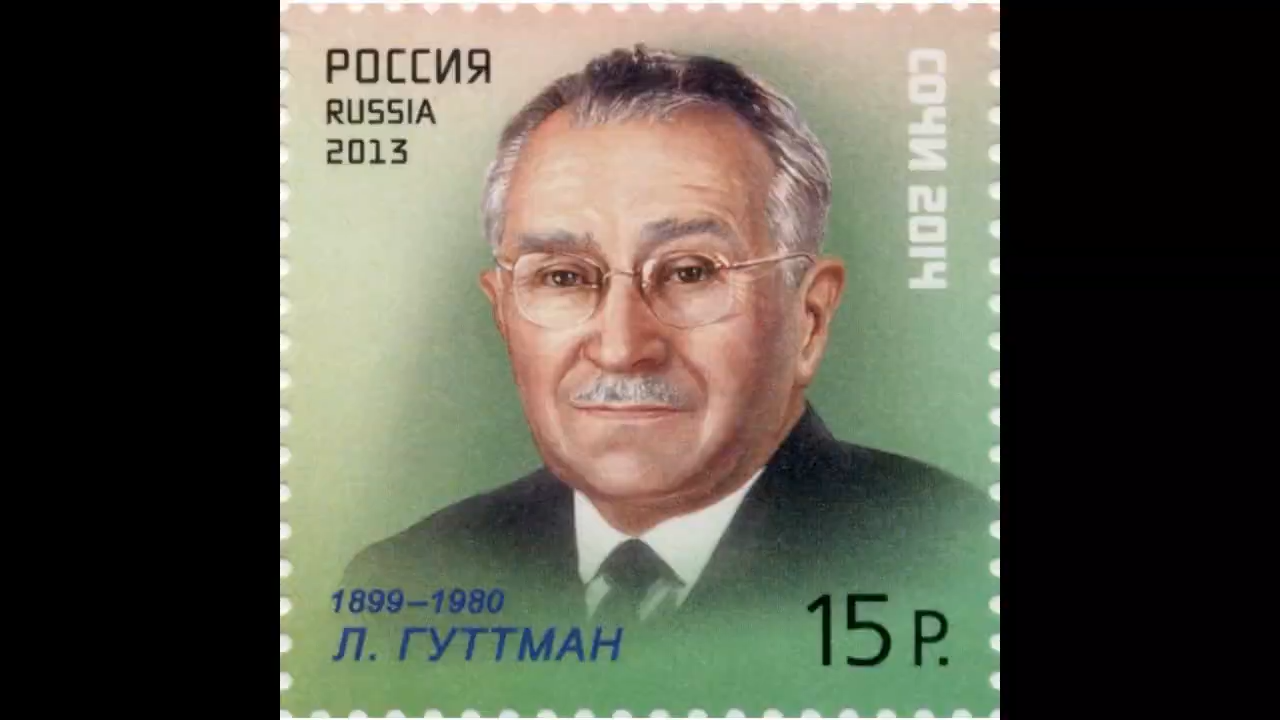 РОССИЯ
RUSSIA
2013
СОЧИ 2014
1899–1980
Л. ГУТТМАН
15 Р.